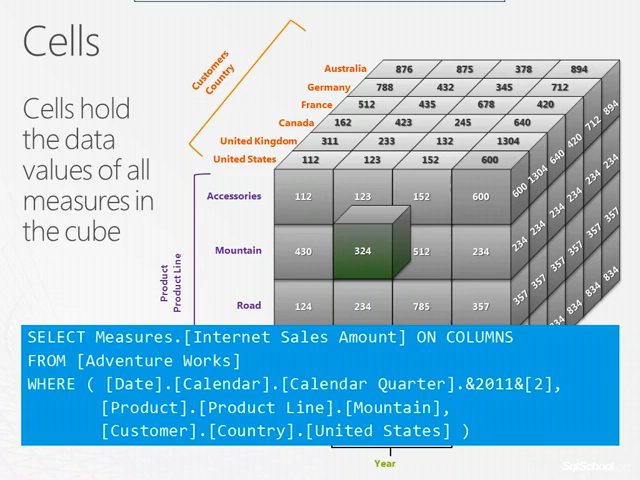 Cells
Cells hold
the data
values of all
measures in
the cube
Customers
Country
Australia 876 875 378 894
Germany 788 432 345 712
France 512 435 678 420
Canada 162 423 245 640
United Kingdom 311 233 132 1304
United States 112 123 152 600
600 1304 640 420 712 894
Accessories 112 123 152 600
234 234 234 234 234 234
Product
Product Line
Mountain 430 324 512 234
357 357 357 357 357 357
Road 124 234 785 357
834 834 834
SELECT Measures.[Internet Sales Amount] ON COLUMNS
FROM [Adventure Works]
WHERE ( [Date].[Calendar].[Calendar Quarter].&2011&[2],
[Product].[Product Line].[Mountain],
[Customer].[Country].[United States] )
Year